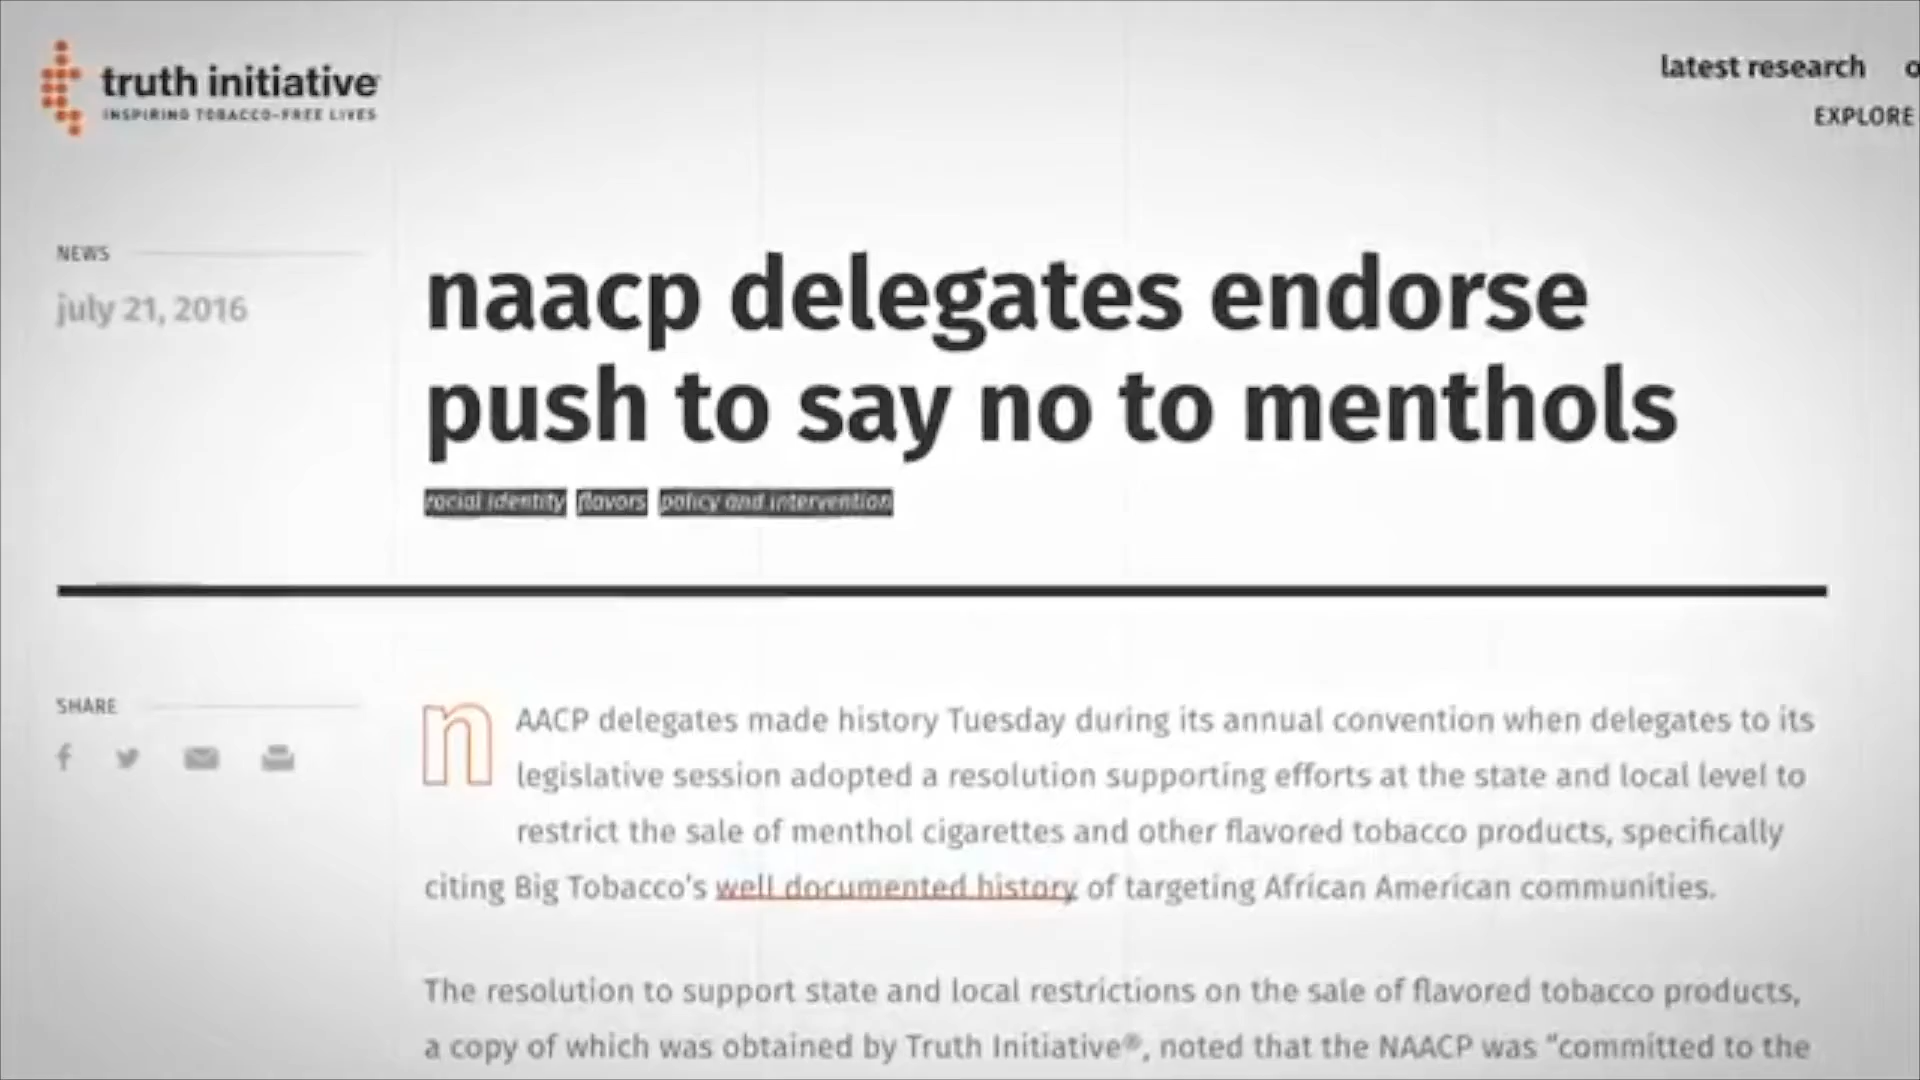 truth initiative
INSPIRING TOBACCO-FREE LIVES
latest research o
EXPLORE
NEWS
july 21, 2016
naacp delegates endorse
push to say no to menthols
racial identity flavors policy and intervention
SHARE
nAACP delegates made history Tuesday during its annual convention when delegates to its
legislative session adopted a resolution supporting efforts at the state and local level to
restrict the sale of menthol cigarettes and other flavored tobacco products, specifically
citing Big Tobacco's well documented history of targeting African American communities.
The resolution to support state and local restrictions on the sale of flavored tobacco products,
a copy of which was obtained by Truth Initiative®, noted that the NAACP was "committed to the